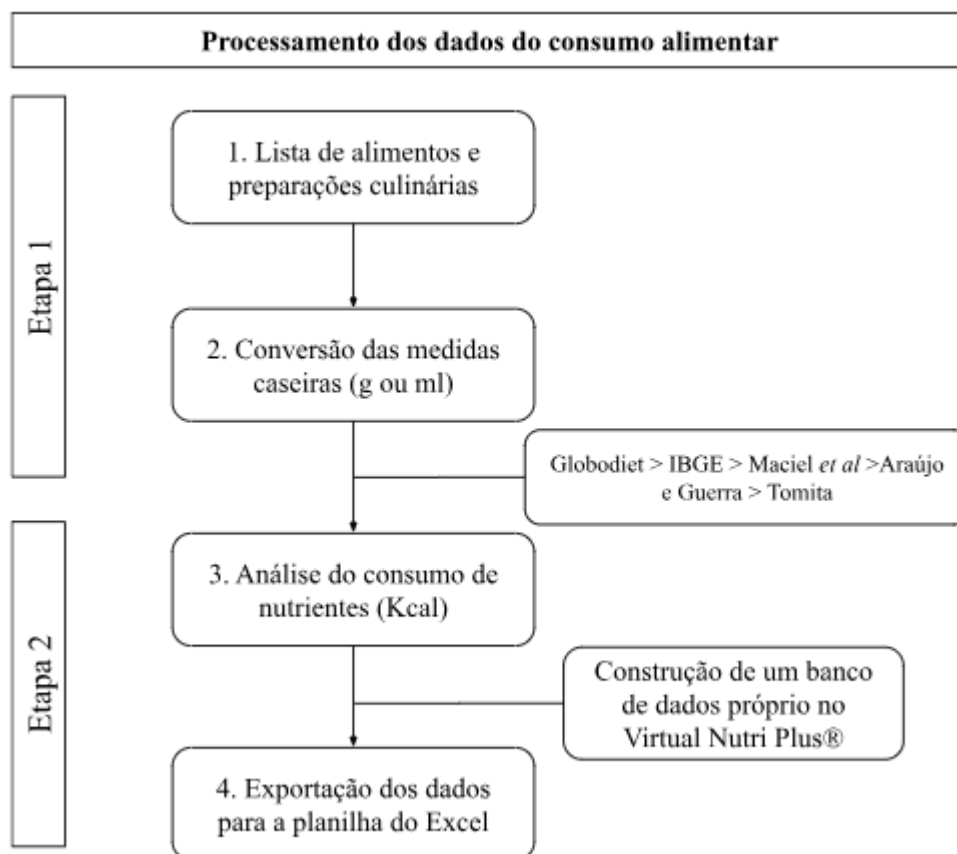 Processamento dos dados do consumo alimentar
Etapa 1
1. Lista de alimentos e
preparações culinárias
2. Conversão das medidas
caseiras (g ou ml)
Globodiet > IBGE > Maciel et al >Araújo
e Guerra > Tomita
Etapa 2
3. Análise do consumo de
nutrientes (Kcal)
Construção de um banco
de dados próprio no
Virtual Nutri Plus®
4. Exportação dos dados
para a planilha do Excel